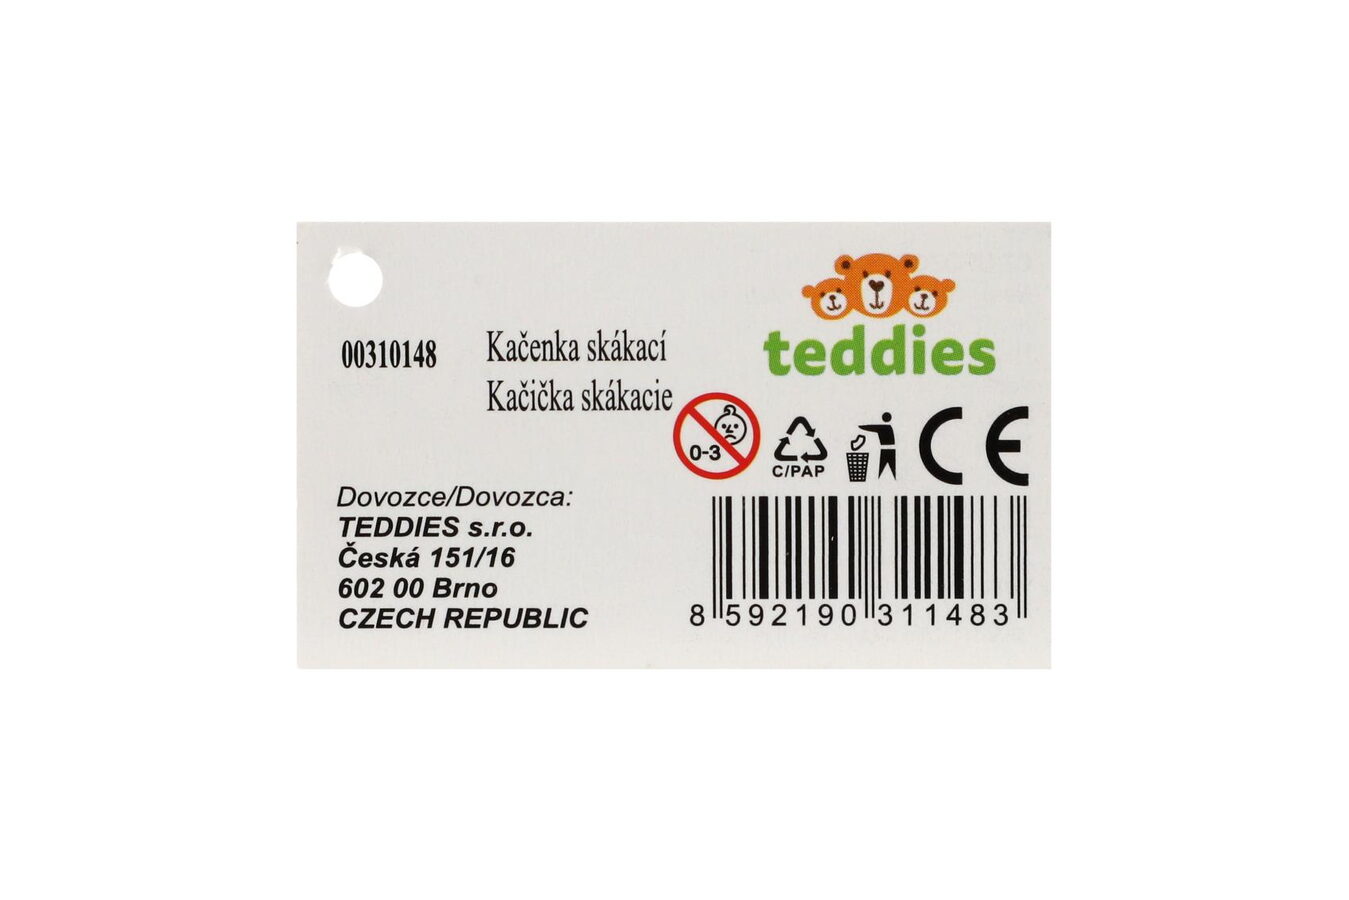 teddies
00310148
Kačenka skákací
Kačička skákacie
0-3
C/PAP
CE
Dovozce/Dovozca:
TEDDIES s.r.o.
Česká 151/16
602 00 Brno
CZECH REPUBLIC
8 592190 311483